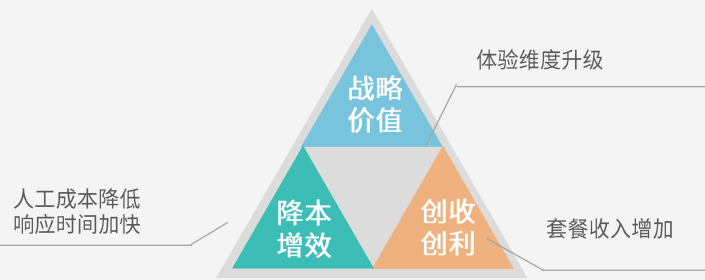 体验维度升级
战略
价值
人工成本降低
响应时间加快
降本
增效
创收
创利
套餐收入增加